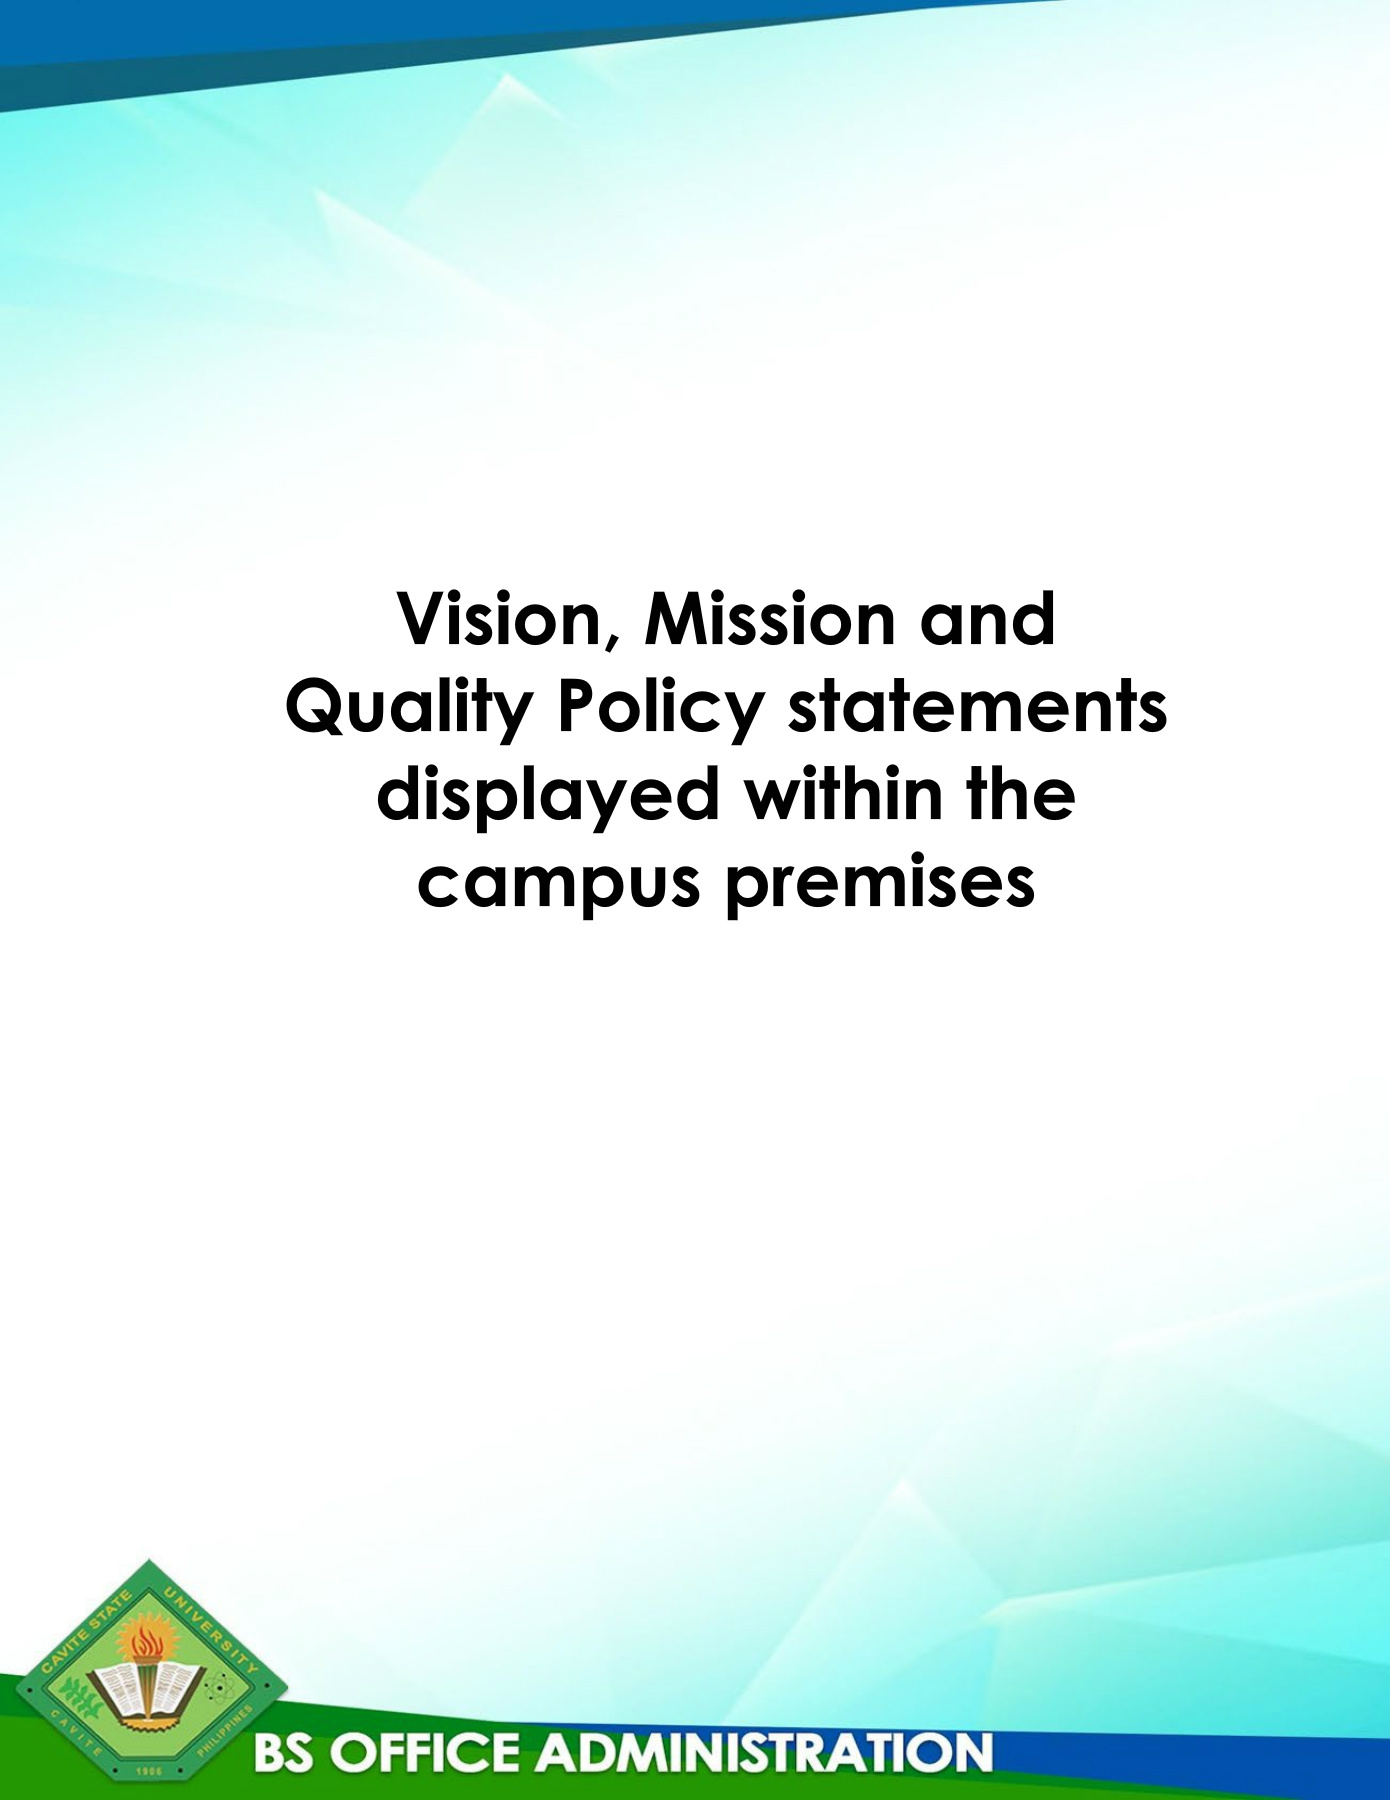 Vision, Mission and
Quality Policy statements
displayed within the
campus premises
CAVITE STATE UNIVERSITY
CAVITE
PHILIPPINES
1906
BS OFFICE ADMINISTRATION